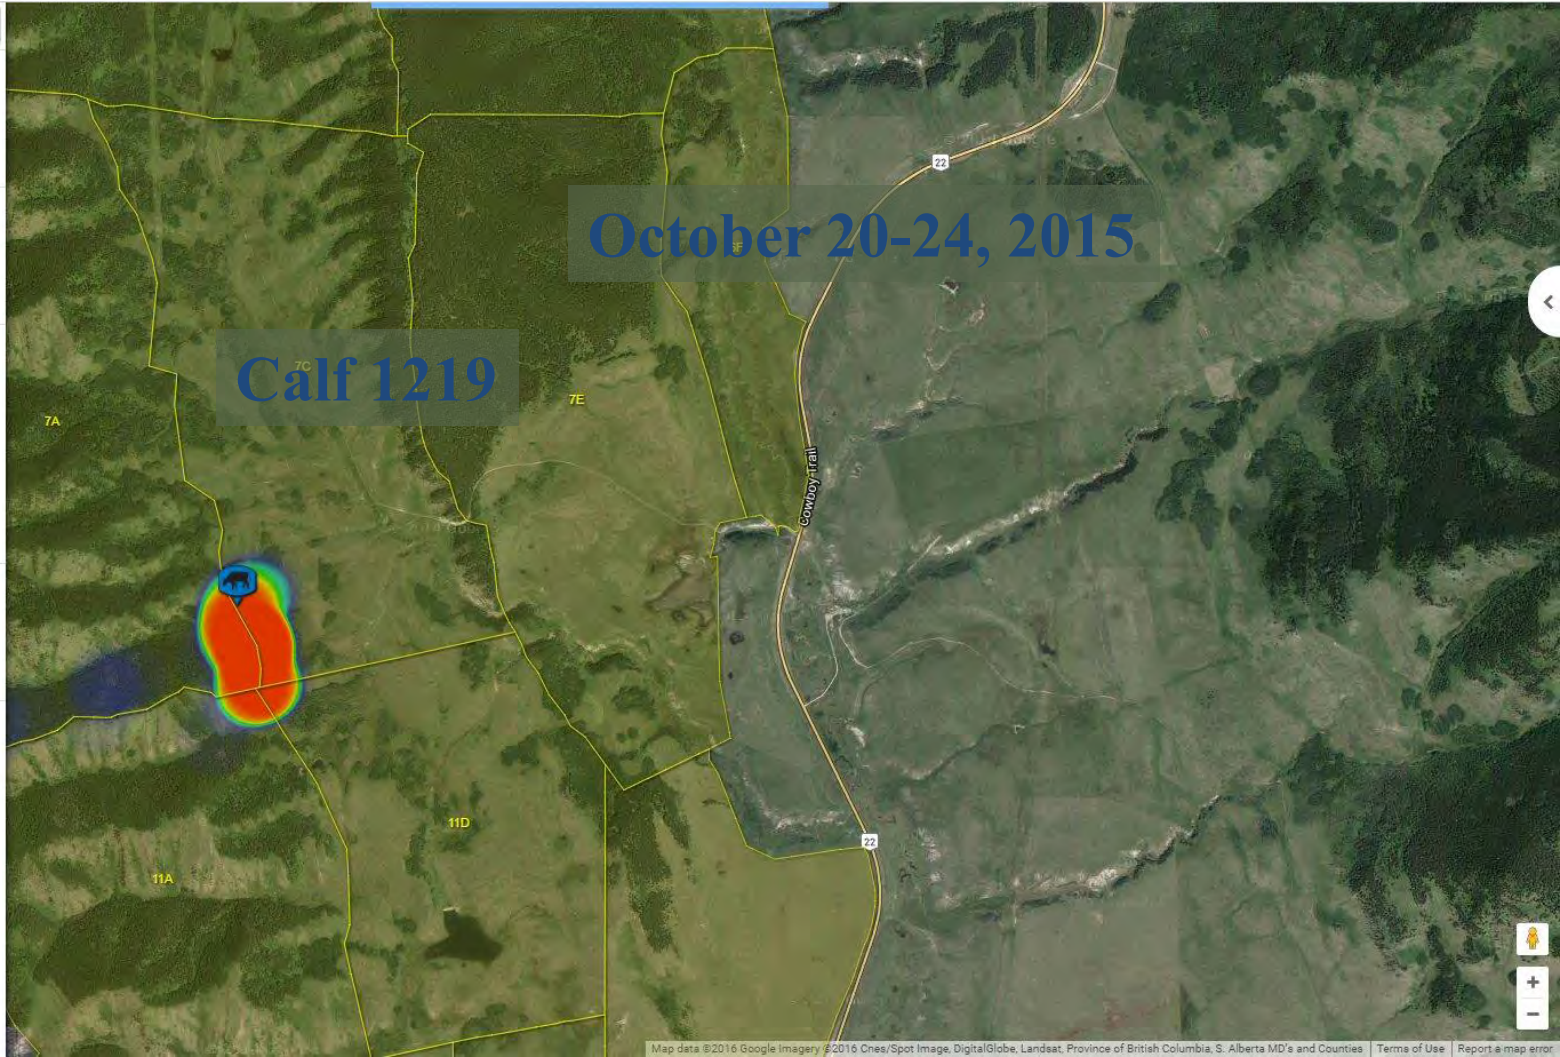 22
October 20-24, 2015
6F
7C
Calf 1219
7E
7A
Cowboy Trail
11D
22
11A
Map data ©2016 Google Imagery ©2016 Cnes/Spot Image, DigitalGlobe, Landsat, Province of British Columbia, S. Alberta MD's and Counties
Terms of Use
Report a map error